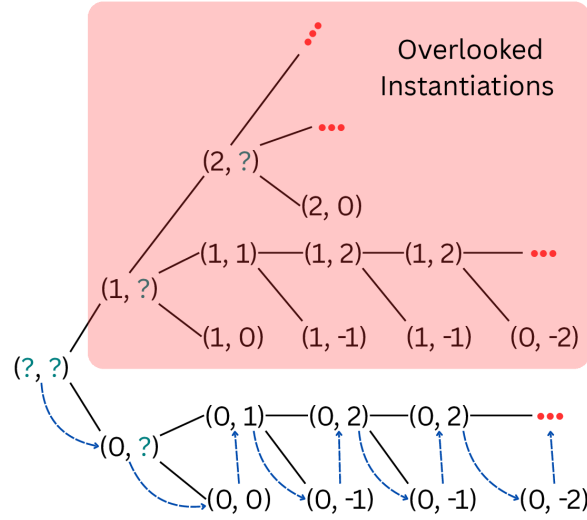 Overlooked
Instantiations
(2, ?)
(2, 0)
(1, 1) (1, 2) (1, 2)
(1, ?)
(1, 0) (1, -1) (1, -1) (0, -2)
(?, ?)
(0, 1) (0, 2) (0, 2)
(0, ?)
(0, 0) (0, -1) (0, -1) (0, -2)